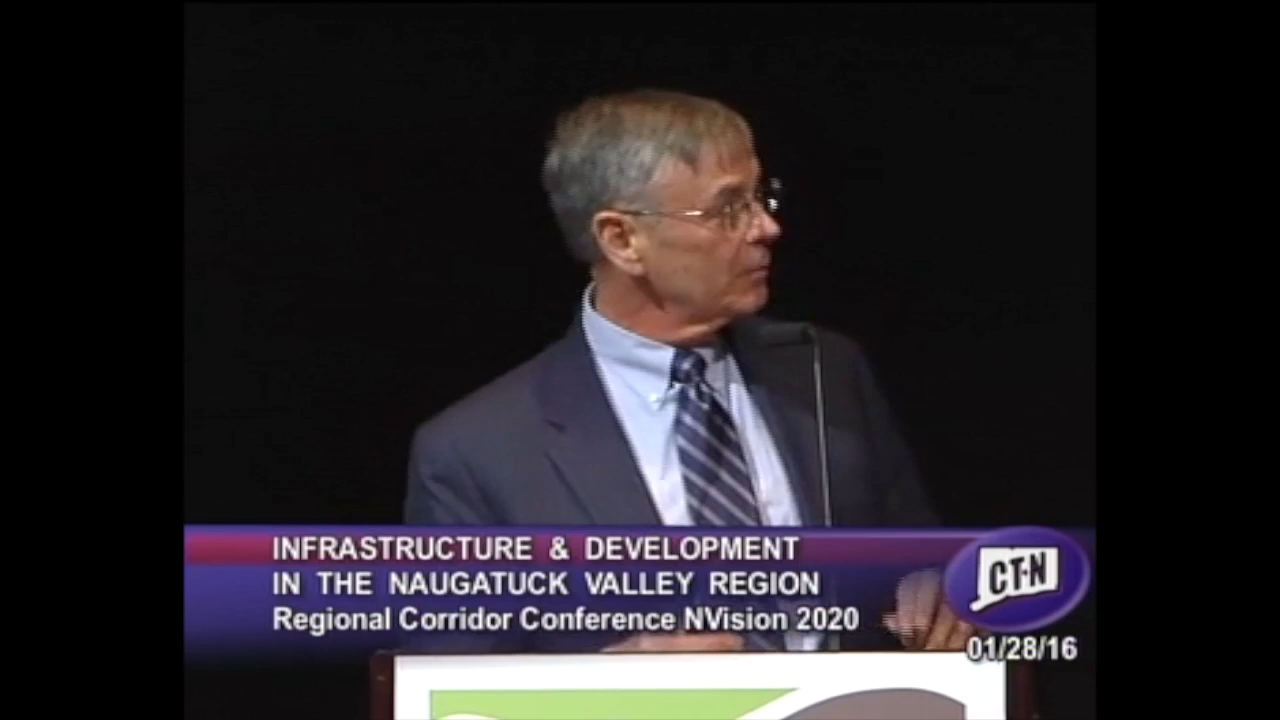 INFRASTRUCTURE & DEVELOPMENT
IN THE NAUGATUCK VALLEY REGION
Regional Corridor Conference NVision 2020
CT-N
01/28/16